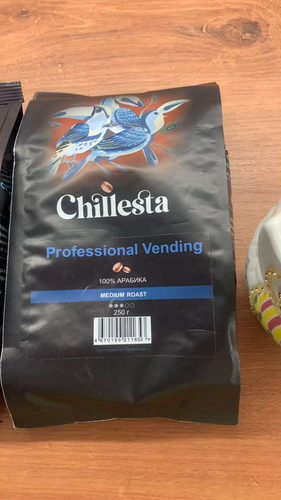 Chillesta
Professional Vending
100% АРАБИКА
MEDIUM ROAST
250 г